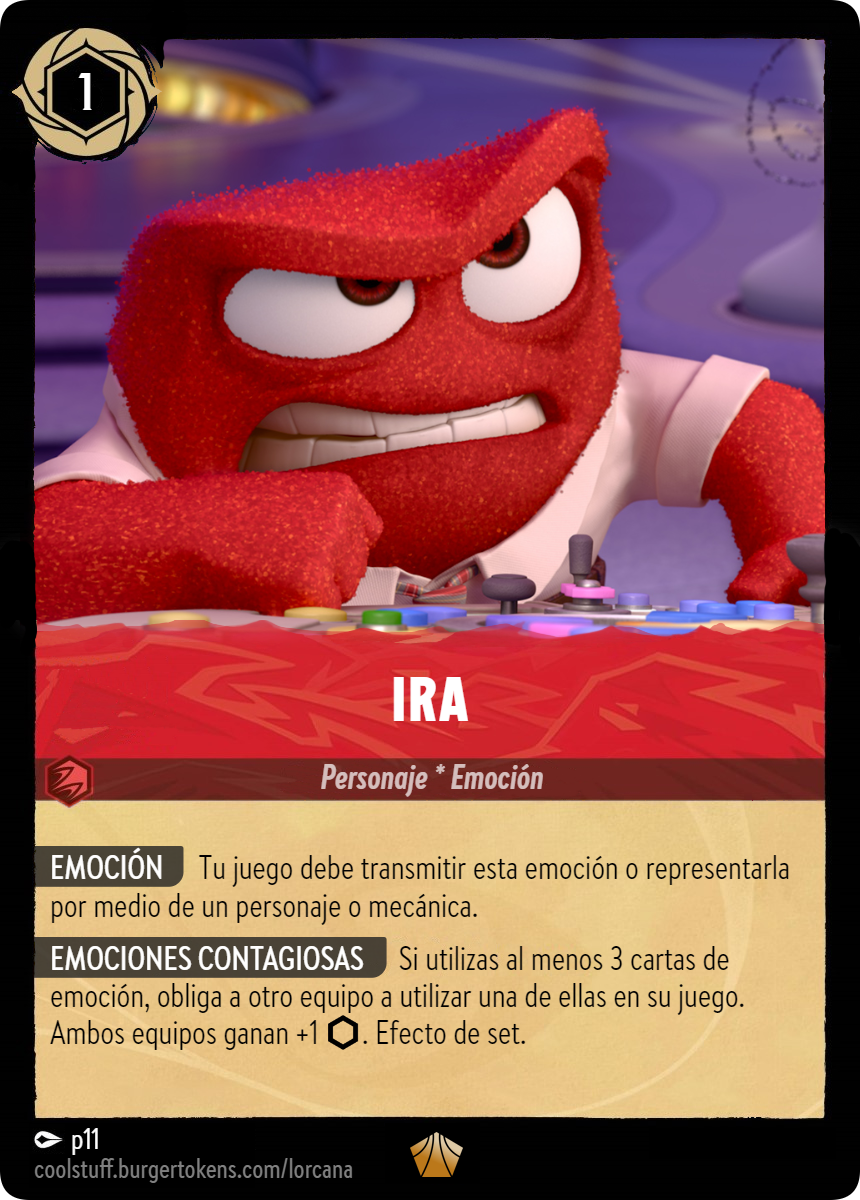 1
IRA
Personaje * Emoción
EMOCIÓN Tu juego debe transmitir esta emoción o representarla
por medio de un personaje o mecánica.
EMOCIONES CONTAGIOSAS Si utilizas al menos 3 cartas de
emoción, obliga a otro equipo a utilizar una de ellas en su juego.
Ambos equipos ganan +1 . Efecto de set.
p11
coolstuff.burgertokens.com/lorcana